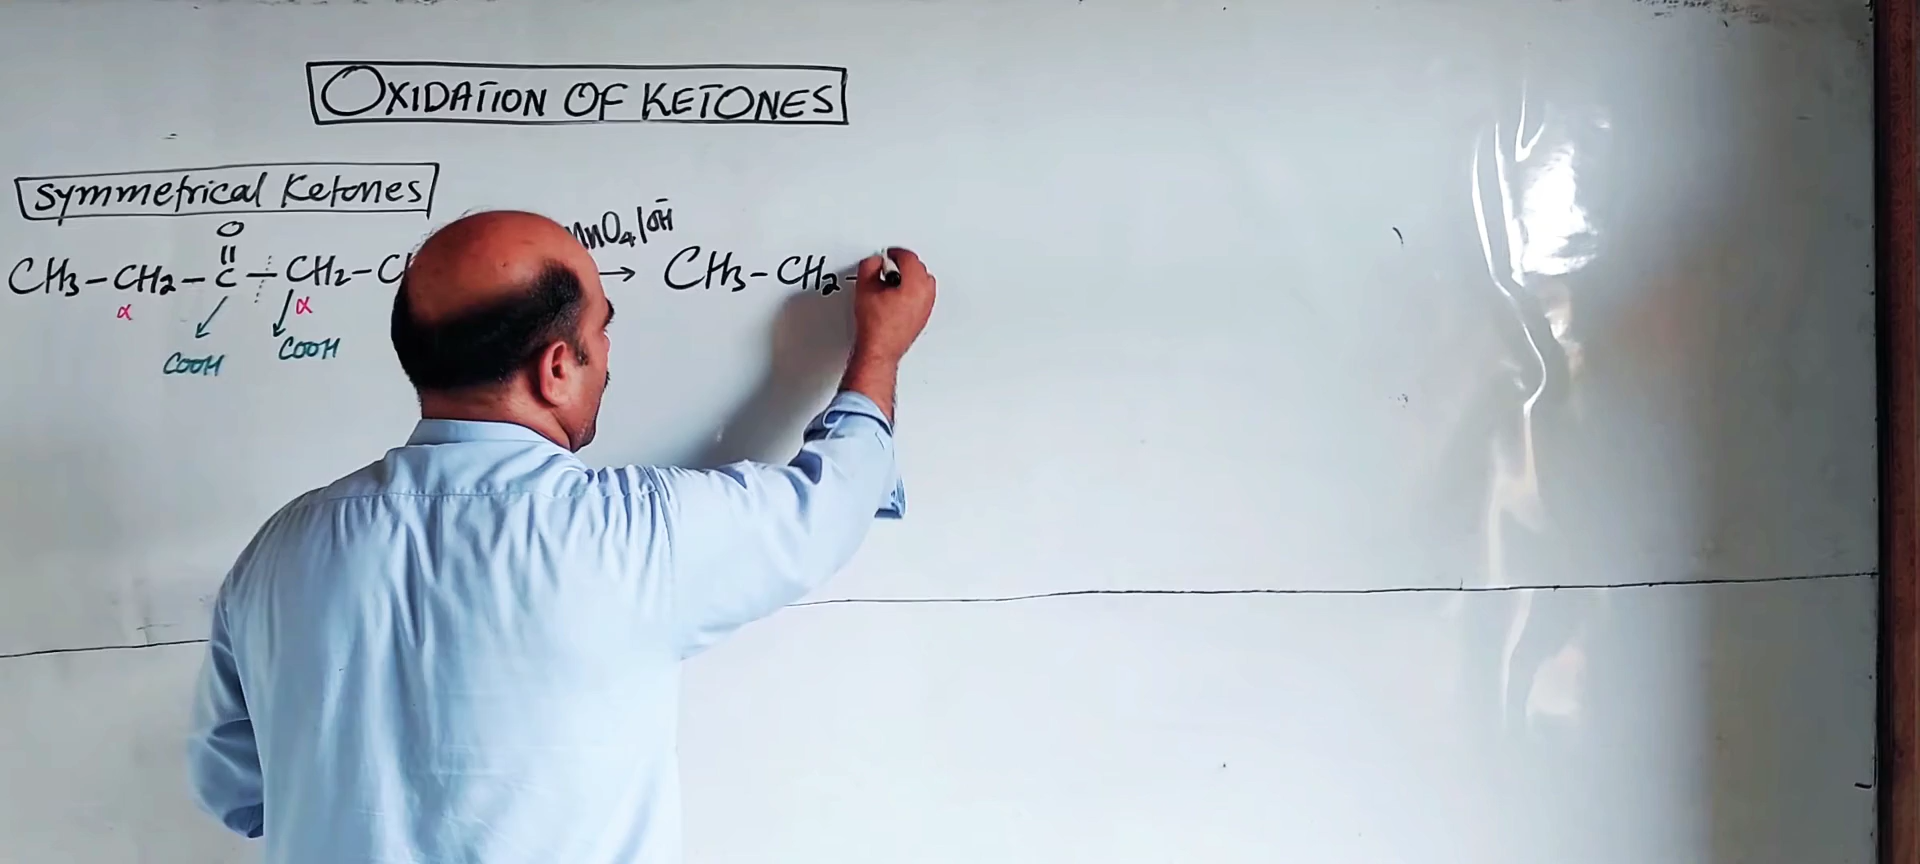 OXIDATION OF KETONES
Symmetrical Ketones
O
MnO4/OH̄
CH3-CH2-C-CH2-C → CH3-CH2-
α α
COOH COOH